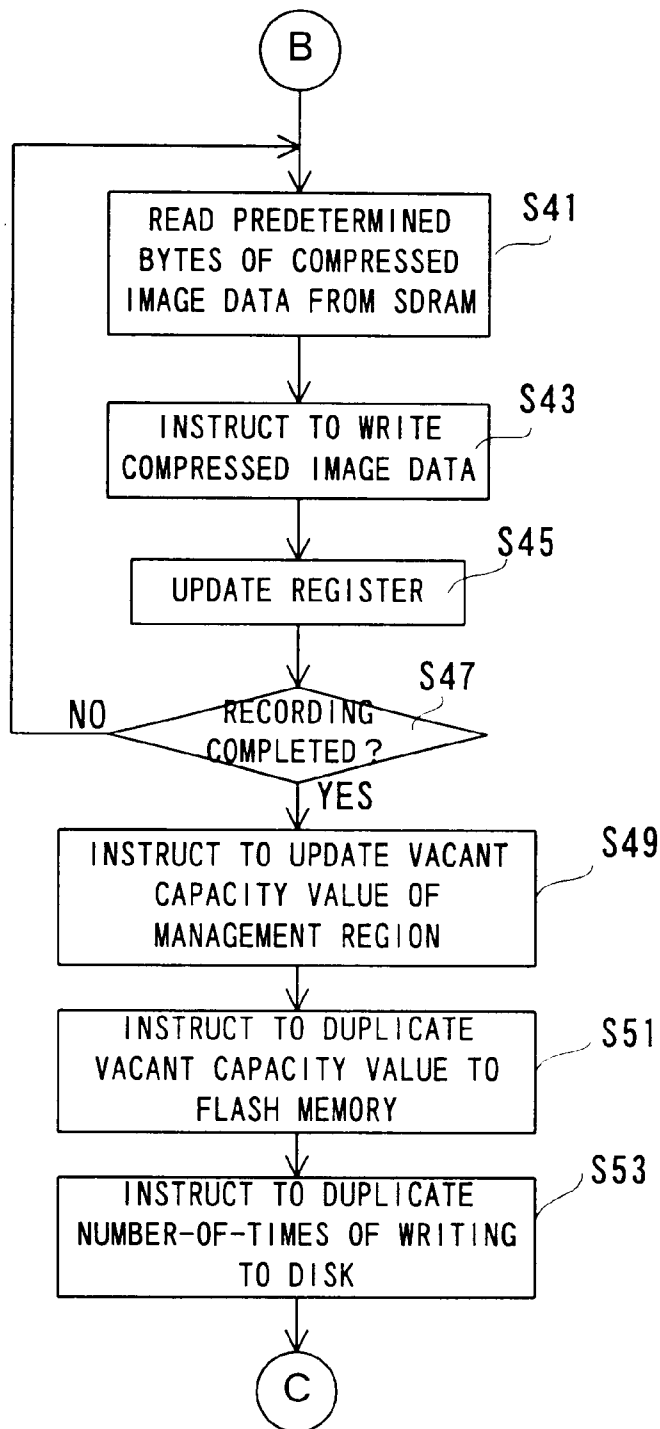 B
READ PREDETERMINED
BYTES OF COMPRESSED
IMAGE DATA FROM SDRAM
S41
INSTRUCT TO WRITE
COMPRESSED IMAGE DATA
S43
UPDATE REGISTER
S45
RECORDING
COMPLETED?
S47
NO
YES
INSTRUCT TO UPDATE VACANT
CAPACITY VALUE OF
MANAGEMENT REGION
S49
INSTRUCT TO DUPLICATE
VACANT CAPACITY VALUE TO
FLASH MEMORY
S51
INSTRUCT TO DUPLICATE
NUMBER-OF-TIMES OF WRITING
TO DISK
S53
C